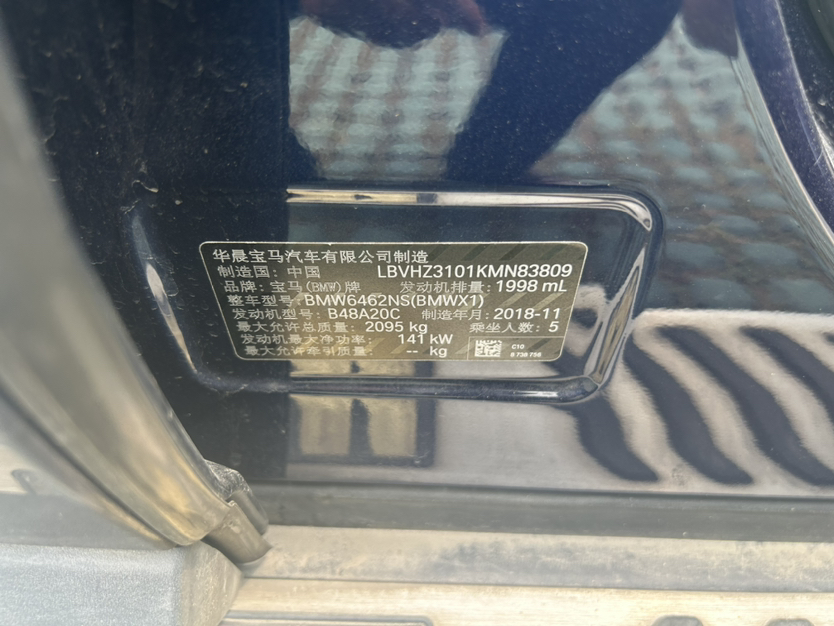 华晨宝马汽车有限公司制造
制造国: 中国 LBVHZ3101KMN83809
品牌: 宝马(BMW)牌 发动机排量: 1998 mL
整车型号: BMW6462NS(BMWX1)
发动机型号: B48A20C 制造年月: 2018-11
最大允许总质量: 2095 kg 乘坐人数: 5
发动机最大净功率: 141 kW
最大允许牵引质量: -- kg
C10
8 738 756